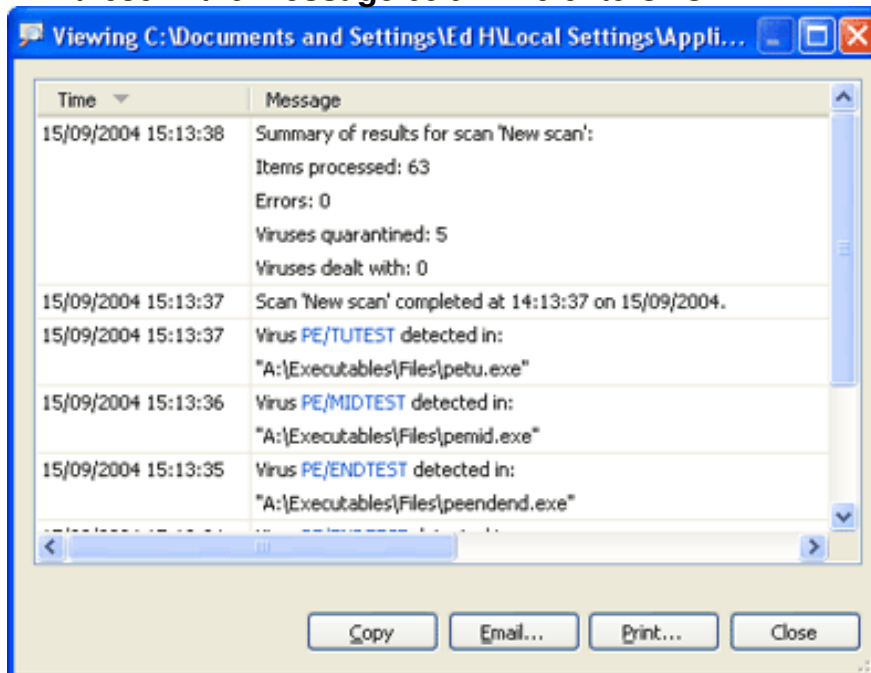 Viewing C:\Documents and Settings\Ed H\Local Settings\Appli...
Time Message
15/09/2004 15:13:38 Summary of results for scan 'New scan':
Items processed: 63
Errors: 0
Viruses quarantined: 5
Viruses dealt with: 0
15/09/2004 15:13:37 Scan 'New scan' completed at 14:13:37 on 15/09/2004.
15/09/2004 15:13:37 Virus PE/TUTEST detected in:
"A:\Executables\Files\petu.exe"
15/09/2004 15:13:36 Virus PE/MIDTEST detected in:
"A:\Executables\Files\pemid.exe"
15/09/2004 15:13:35 Virus PE/ENDTEST detected in:
"A:\Executables\Files\peendend.exe"
Copy Email... Print... Close